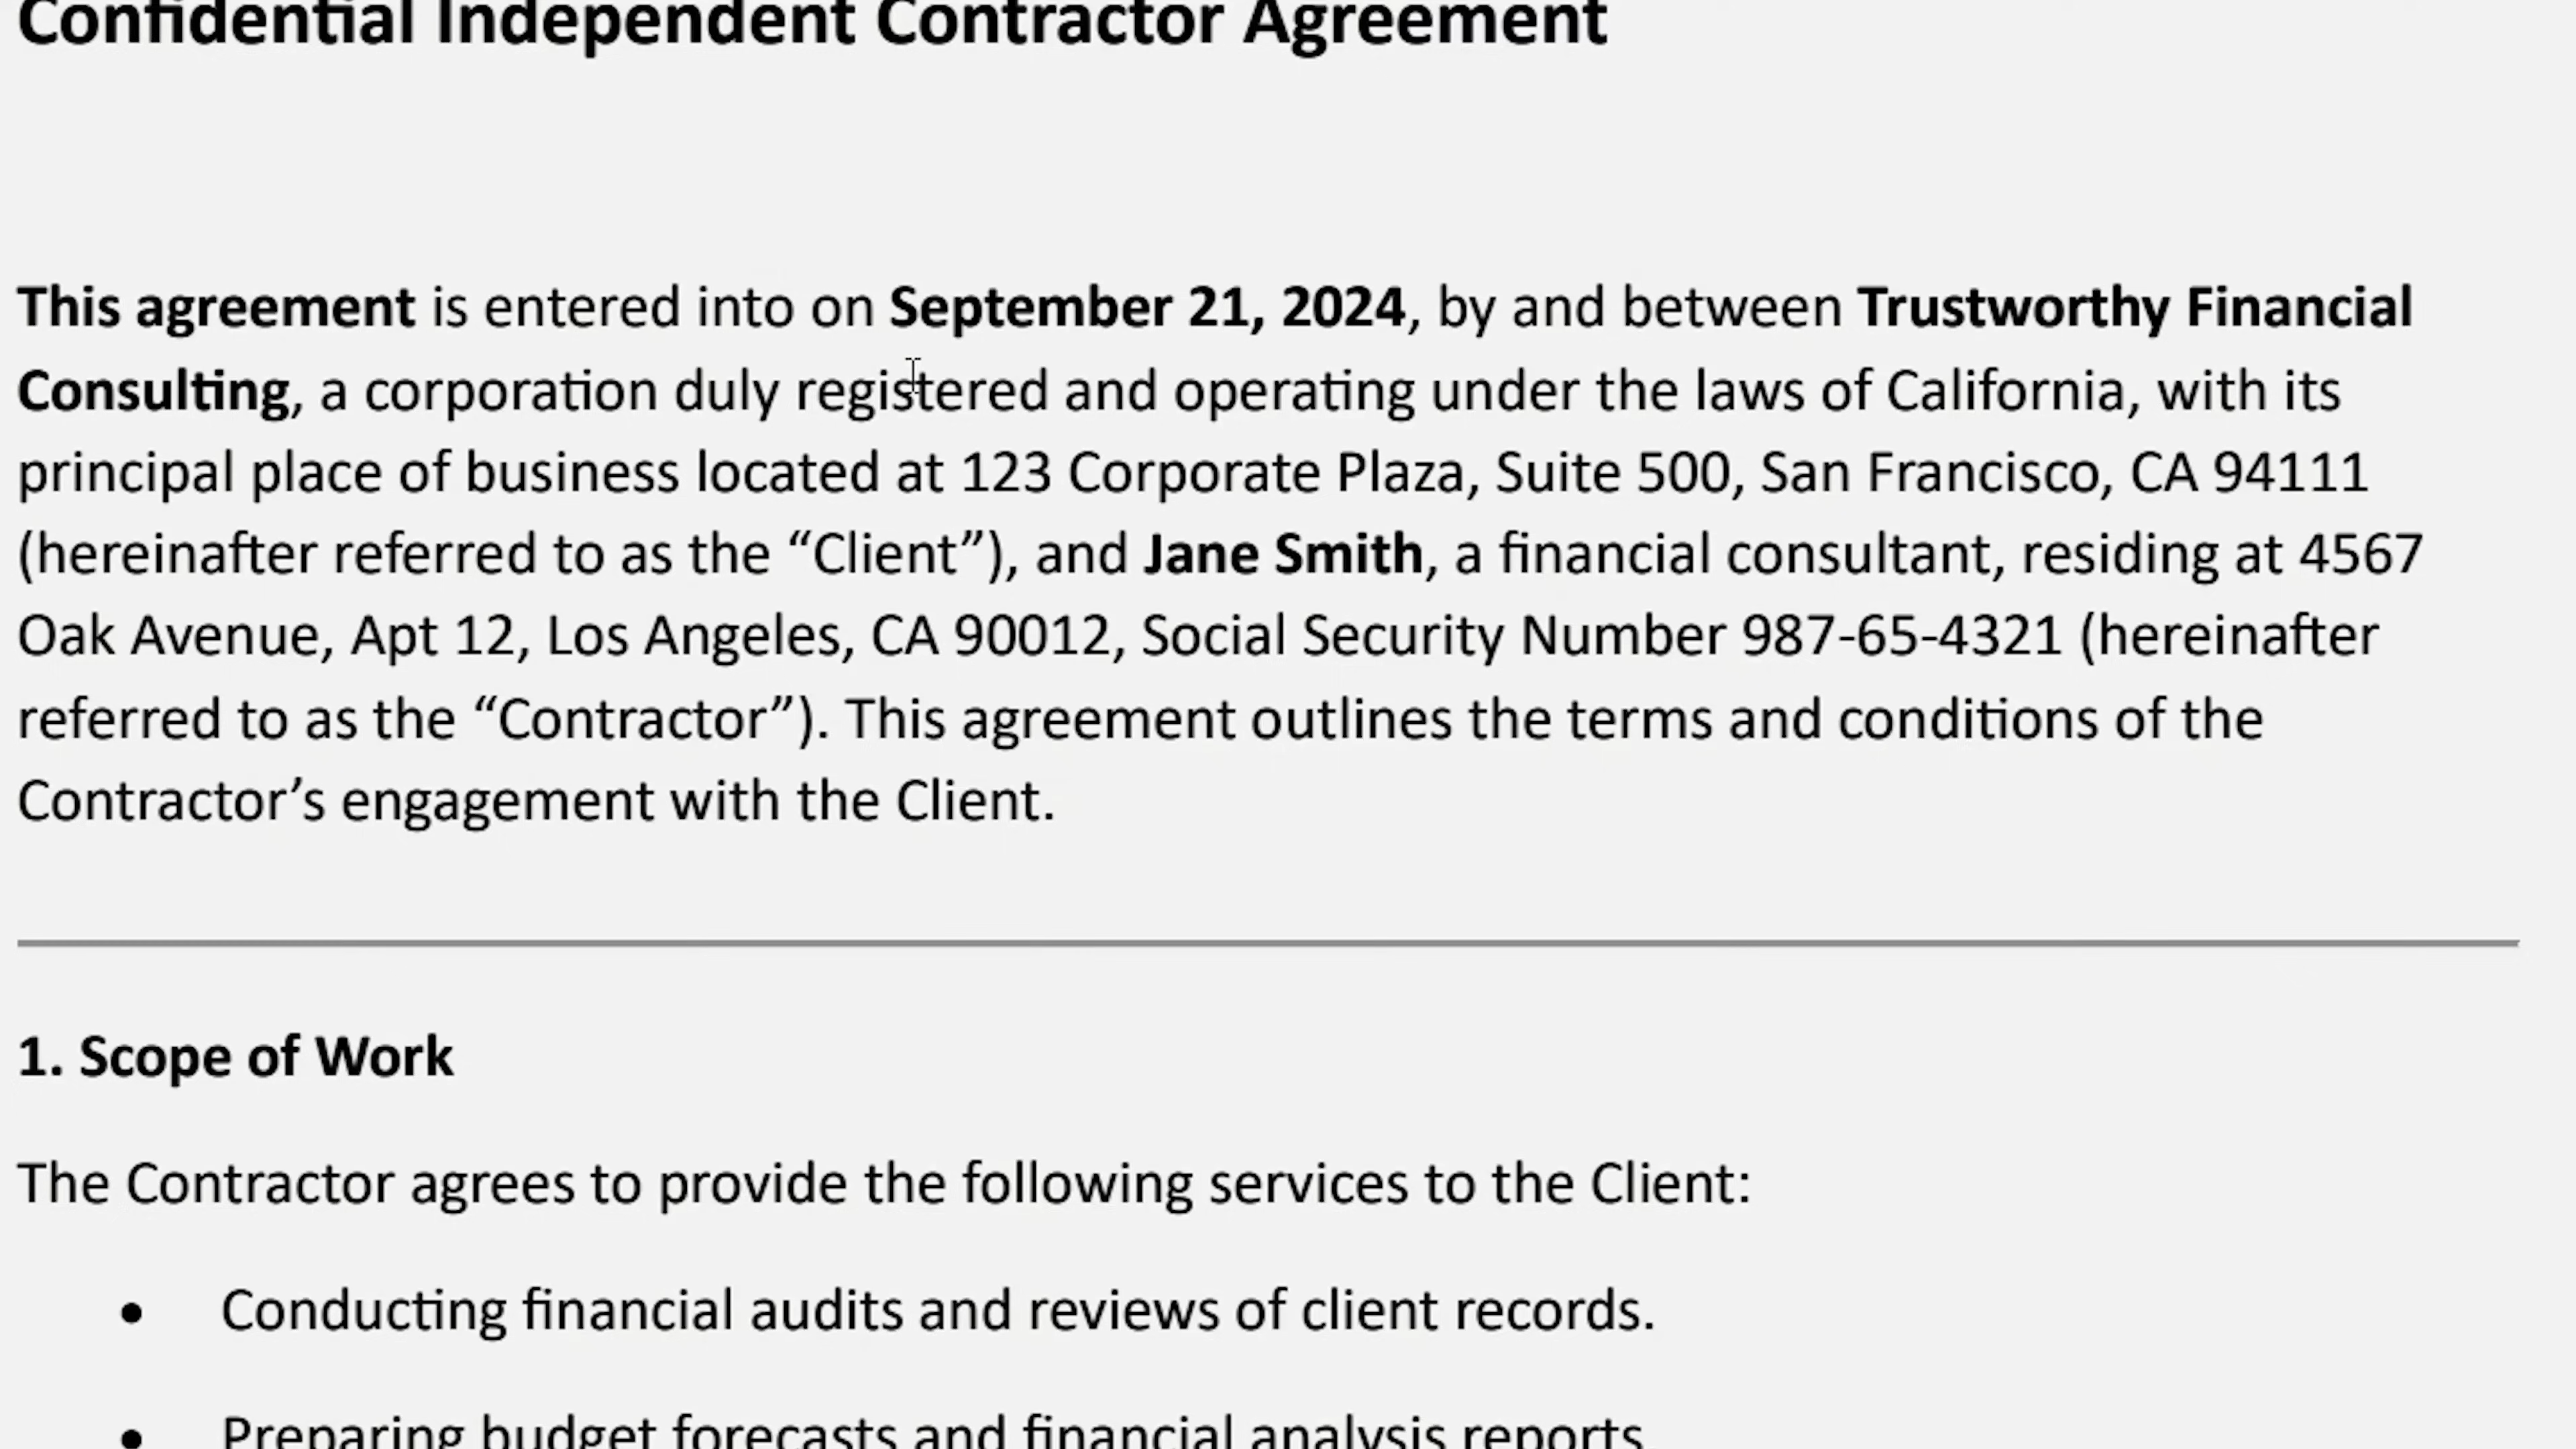 Confidential Independent Contractor Agreement
This agreement is entered into on September 21, 2024, by and between Trustworthy Financial
Consulting, a corporation duly registered and operating under the laws of California, with its
principal place of business located at 123 Corporate Plaza, Suite 500, San Francisco, CA 94111
(hereinafter referred to as the “Client”), and Jane Smith, a financial consultant, residing at 4567
Oak Avenue, Apt 12, Los Angeles, CA 90012, Social Security Number 987-65-4321 (hereinafter
referred to as the “Contractor”). This agreement outlines the terms and conditions of the
Contractor’s engagement with the Client.
1. Scope of Work
The Contractor agrees to provide the following services to the Client:
• Conducting financial audits and reviews of client records.
• Preparing budget forecasts and financial analysis reports